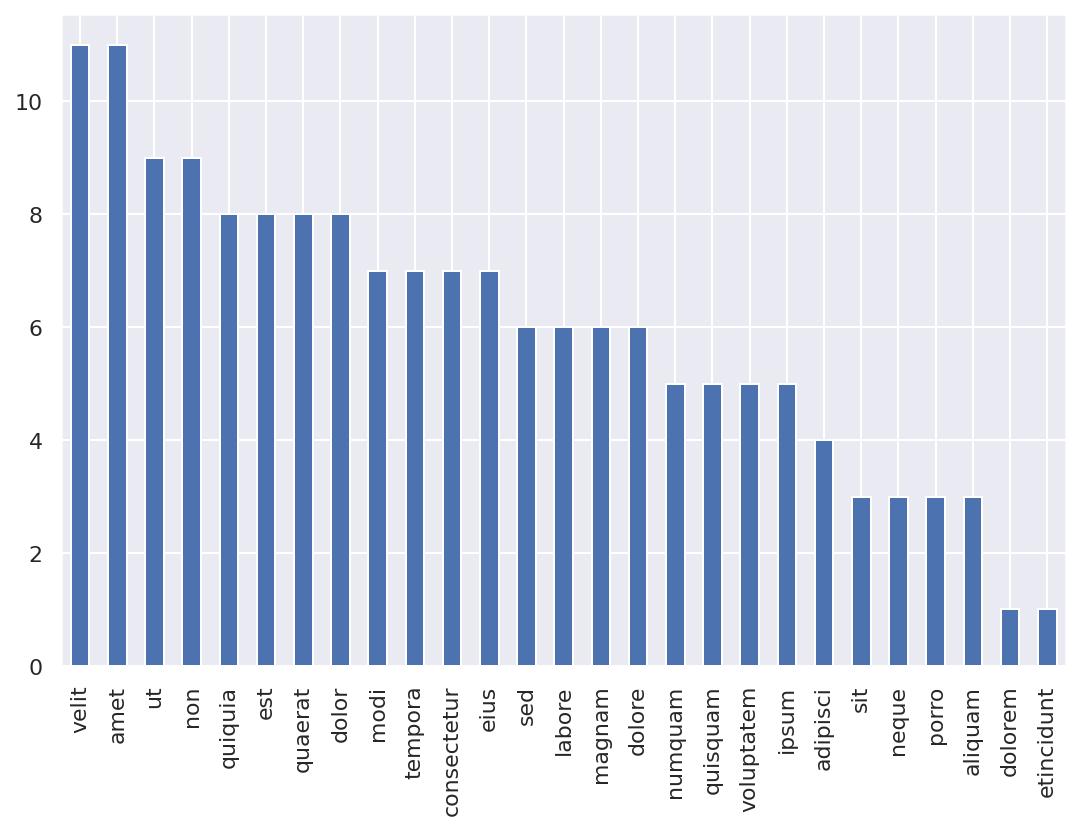 10
8
6
4
2
0
velit
amet
ut
non
quiquia
est
quaerat
dolor
modi
tempora
consectetur
eius
sed
labore
magnam
dolore
numquam
quisquam
voluptatem
ipsum
adipisci
sit
neque
porro
aliquam
dolorem
etincidunt